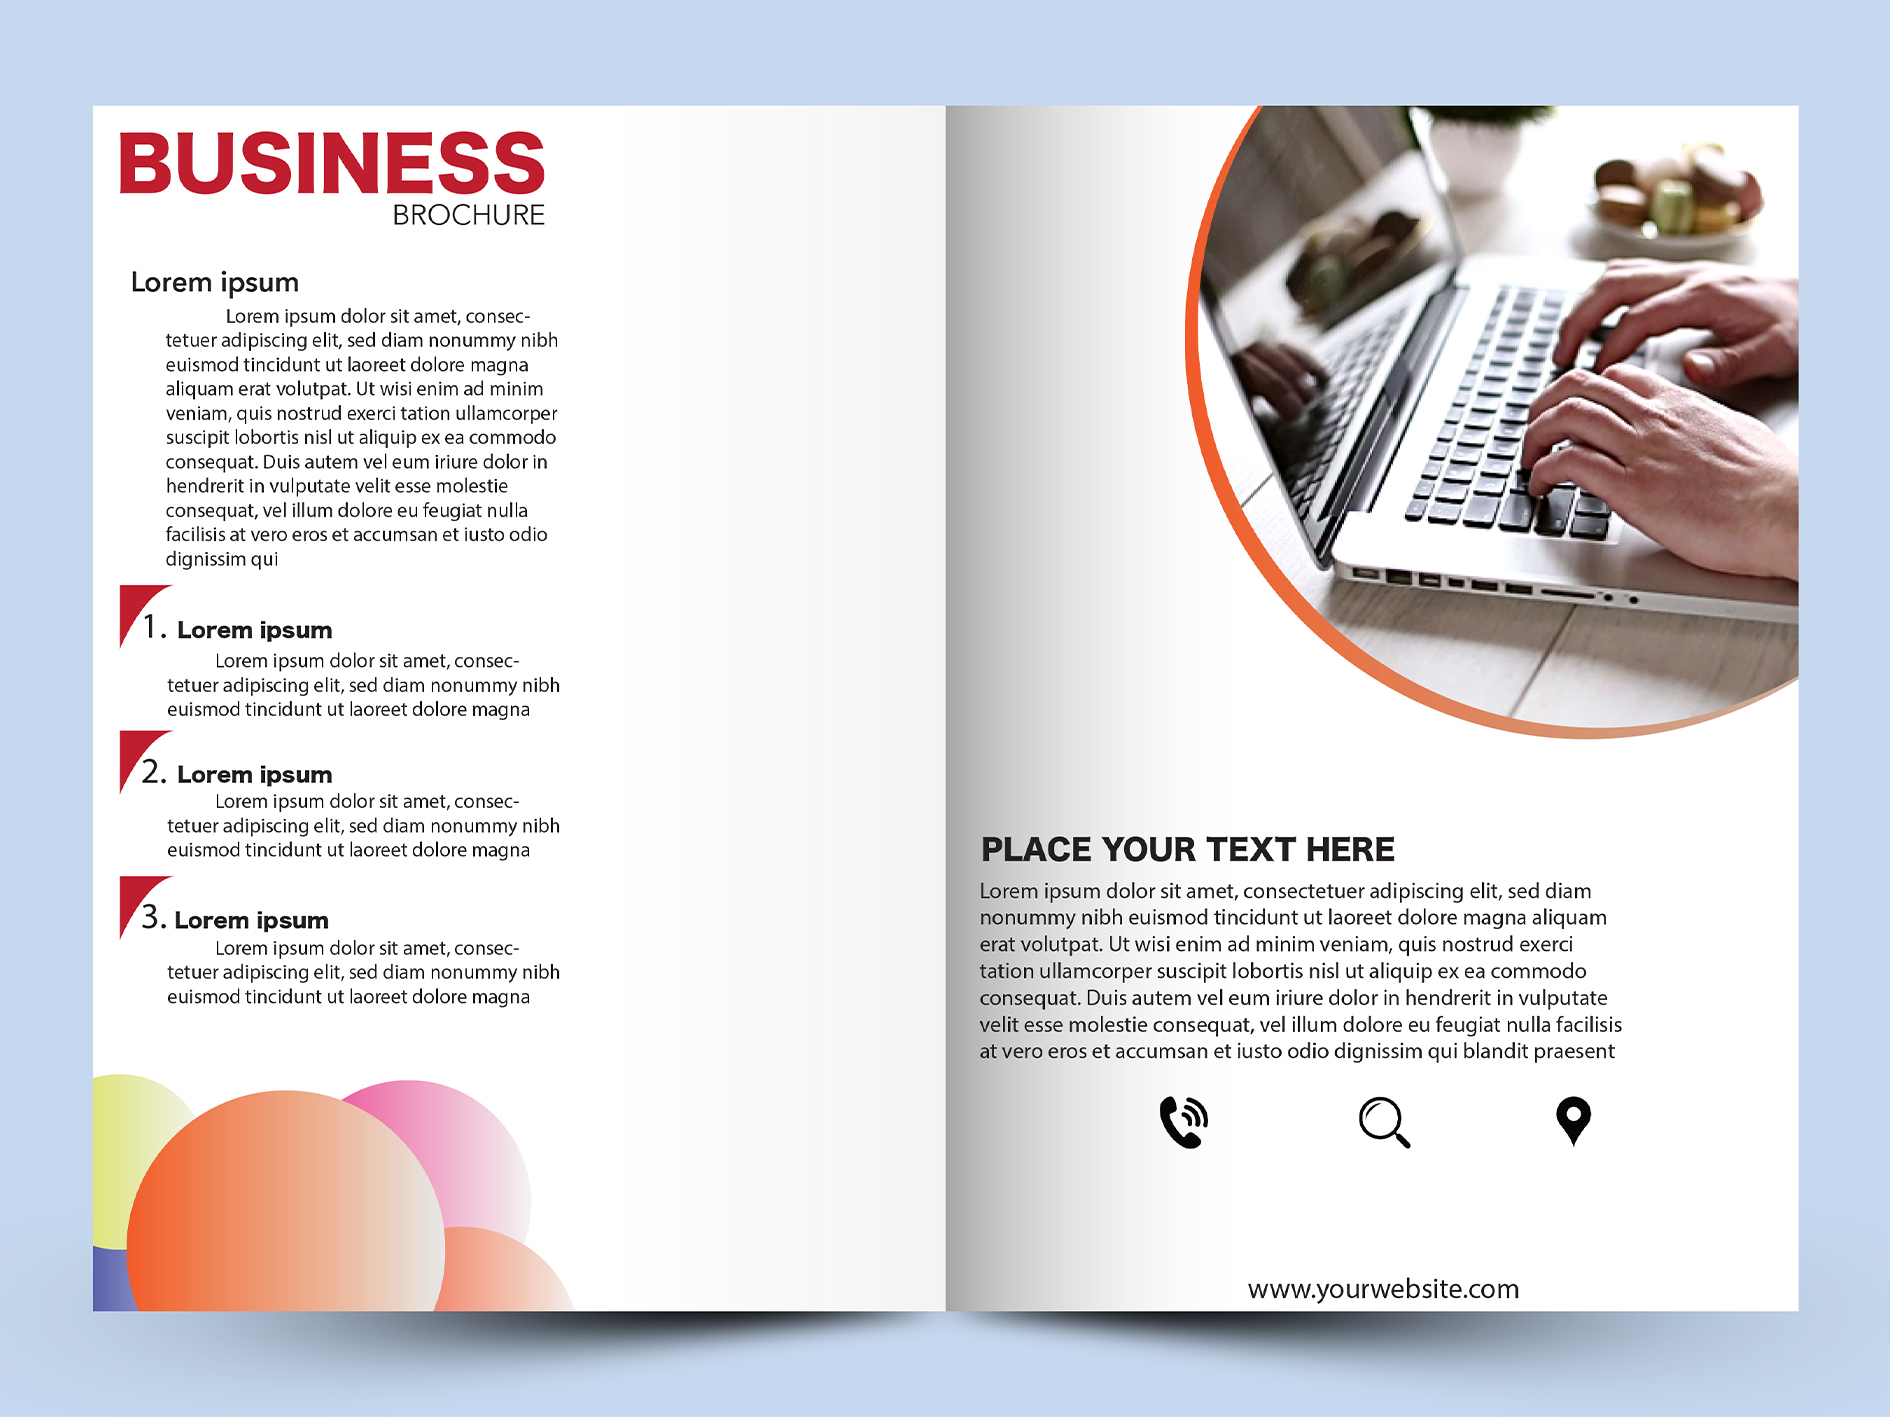 BUSINESS
BROCHURE
Lorem ipsum
Lorem ipsum dolor sit amet, consec-
tetuer adipiscing elit, sed diam nonummy nibh
euismod tincidunt ut laoreet dolore magna
aliquam erat volutpat. Ut wisi enim ad minim
veniam, quis nostrud exerci tation ullamcorper
suscipit lobortis nisl ut aliquip ex ea commodo
consequat. Duis autem vel eum iriure dolor in
hendrerit in vulputate velit esse molestie
consequat, vel illum dolore eu feugiat nulla
facilisis at vero eros et accumsan et iusto odio
dignissim qui
1. Lorem ipsum
Lorem ipsum dolor sit amet, consec-
tetuer adipiscing elit, sed diam nonummy nibh
euismod tincidunt ut laoreet dolore magna
2. Lorem ipsum
Lorem ipsum dolor sit amet, consec-
tetuer adipiscing elit, sed diam nonummy nibh
euismod tincidunt ut laoreet dolore magna
3. Lorem ipsum
Lorem ipsum dolor sit amet, consec-
tetuer adipiscing elit, sed diam nonummy nibh
euismod tincidunt ut laoreet dolore magna
PLACE YOUR TEXT HERE
Lorem ipsum dolor sit amet, consectetuer adipiscing elit, sed diam
nonummy nibh euismod tincidunt ut laoreet dolore magna aliquam
erat volutpat. Ut wisi enim ad minim veniam, quis nostrud exerci
tation ullamcorper suscipit lobortis nisl ut aliquip ex ea commodo
consequat. Duis autem vel eum iriure dolor in hendrerit in vulputate
velit esse molestie consequat, vel illum dolore eu feugiat nulla facilisis
at vero eros et accumsan et iusto odio dignissim qui blandit praesent
www.yourwebsite.com